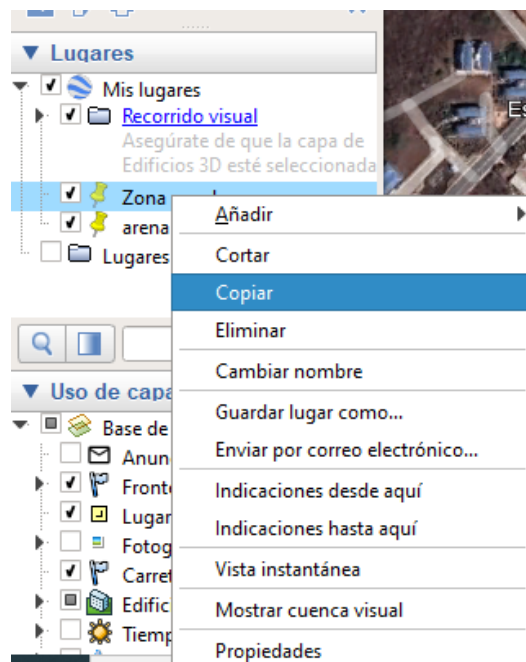 Lugares
Mis lugares
Recorrido visual
Asegúrate de que la capa de
Edificios 3D esté seleccionada
Zona
arena
Lugares
Añadir
Cortar
Copiar
Eliminar
Cambiar nombre
Guardar lugar como...
Enviar por correo electrónico...
Indicaciones desde aquí
Indicaciones hasta aquí
Vista instantánea
Mostrar cuenca visual
Propiedades
Uso de capa
Base de
Anun
Fronte
Lugar
Fotog
Carret
Edific
Tiemp
Es